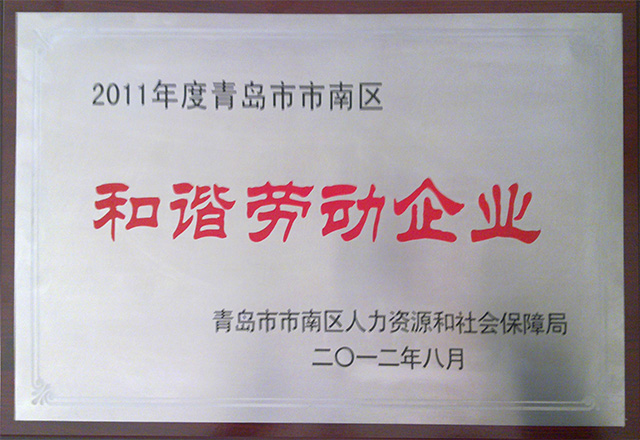 2011年度青岛市市南区
和谐劳动企业
青岛市市南区人力资源和社会保障局
二〇一二年八月